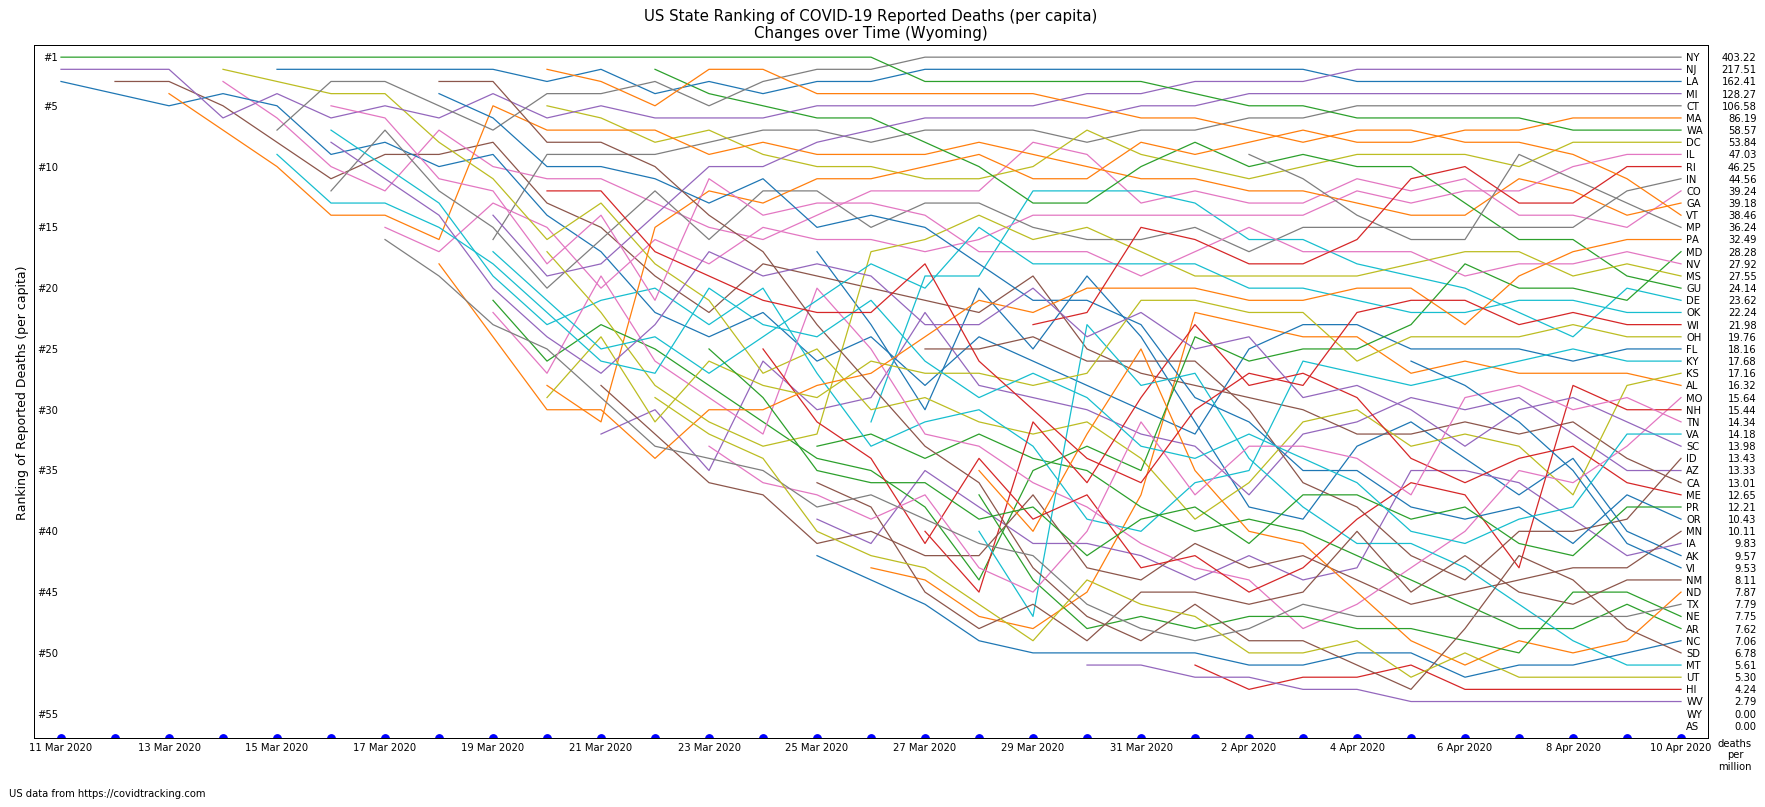 US State Ranking of COVID-19 Reported Deaths (per capita)
Changes over Time (Wyoming)
Ranking of Reported Deaths (per capita)
#1
#5
#10
#15
#20
#25
#30
#35
#40
#45
#50
#55
NY 403.22
NJ 217.51
LA 162.41
MI 128.27
CT 106.58
MA 86.19
WA 58.57
DC 53.84
IL 47.03
RI 46.25
IN 44.56
CO 39.24
GA 39.18
VT 38.46
MP 36.24
PA 32.49
MD 28.28
NV 27.92
MS 27.55
GU 24.14
DE 23.62
OK 22.24
WI 21.98
OH 19.76
FL 18.16
KY 17.68
KS 17.16
AL 16.32
MO 15.64
NH 15.44
TN 14.34
VA 14.18
SC 13.98
ID 13.43
AZ 13.33
CA 13.01
ME 12.65
PR 12.21
OR 10.43
MN 10.11
IA 9.83
AK 9.57
VI 9.53
NM 8.11
ND 7.87
TX 7.79
NE 7.75
AR 7.62
NC 7.06
SD 6.78
MT 5.61
UT 5.30
HI 4.24
WV 2.79
WY 0.00
AS 0.00
11 Mar 2020 13 Mar 2020 15 Mar 2020 17 Mar 2020 19 Mar 2020 21 Mar 2020 23 Mar 2020 25 Mar 2020 27 Mar 2020 29 Mar 2020 31 Mar 2020 2 Apr 2020 4 Apr 2020 6 Apr 2020 8 Apr 2020 10 Apr 2020
deaths
per
million
US data from https://covidtracking.com